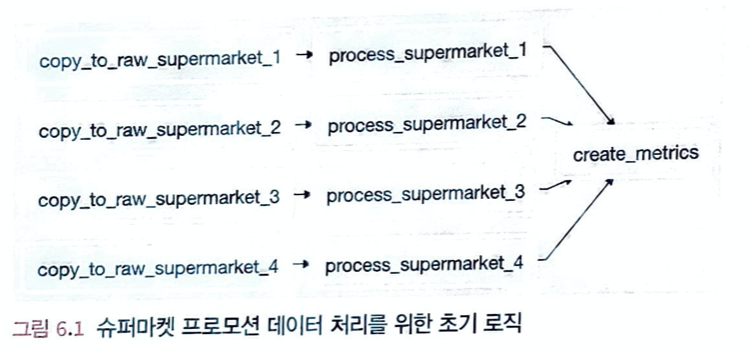 copy_to_raw_supermarket_1 → process_supermarket_1
copy_to_raw_supermarket_2 → process_supermarket_2
create_metrics
copy_to_raw_supermarket_3 → process_supermarket_3
copy_to_raw_supermarket_4 → process_supermarket_4
그림 6.1 슈퍼마켓 프로모션 데이터 처리를 위한 초기 로직